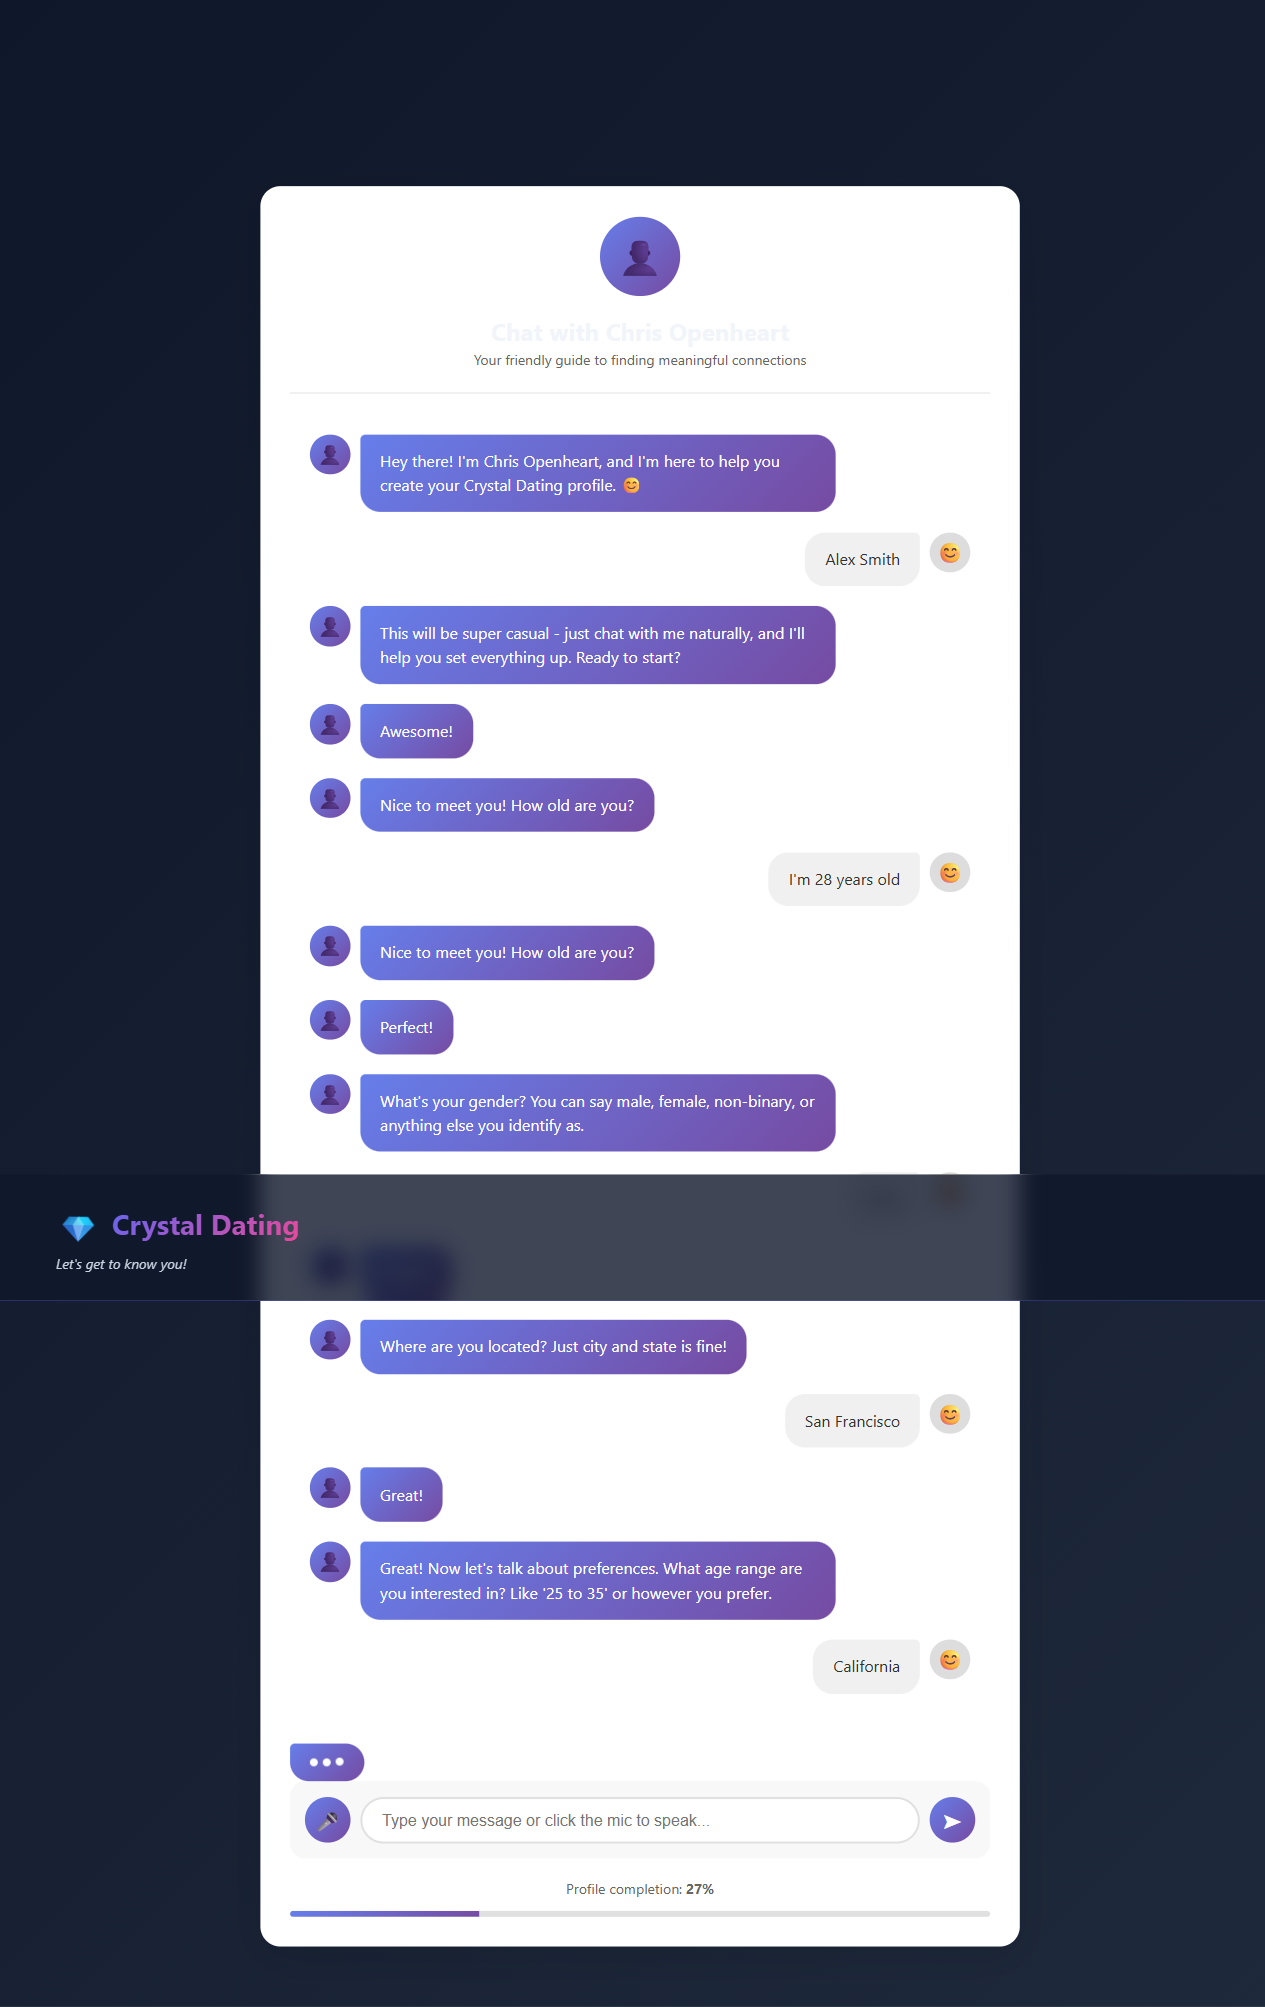 Chat with Chris Openheart
Your friendly guide to finding meaningful connections
Hey there! I'm Chris Openheart, and I'm here to help you
create your Crystal Dating profile. 😊
Alex Smith
This will be super casual - just chat with me naturally, and I'll
help you set everything up. Ready to start?
Awesome!
Nice to meet you! How old are you?
I'm 28 years old
Nice to meet you! How old are you?
Perfect!
What's your gender? You can say male, female, non-binary, or
anything else you identify as.
Crystal Dating
Let's get to know you!
Where are you located? Just city and state is fine!
San Francisco
Great!
Great! Now let's talk about preferences. What age range are
you interested in? Like '25 to 35' or however you prefer.
California
Type your message or click the mic to speak...
Profile completion: 27%